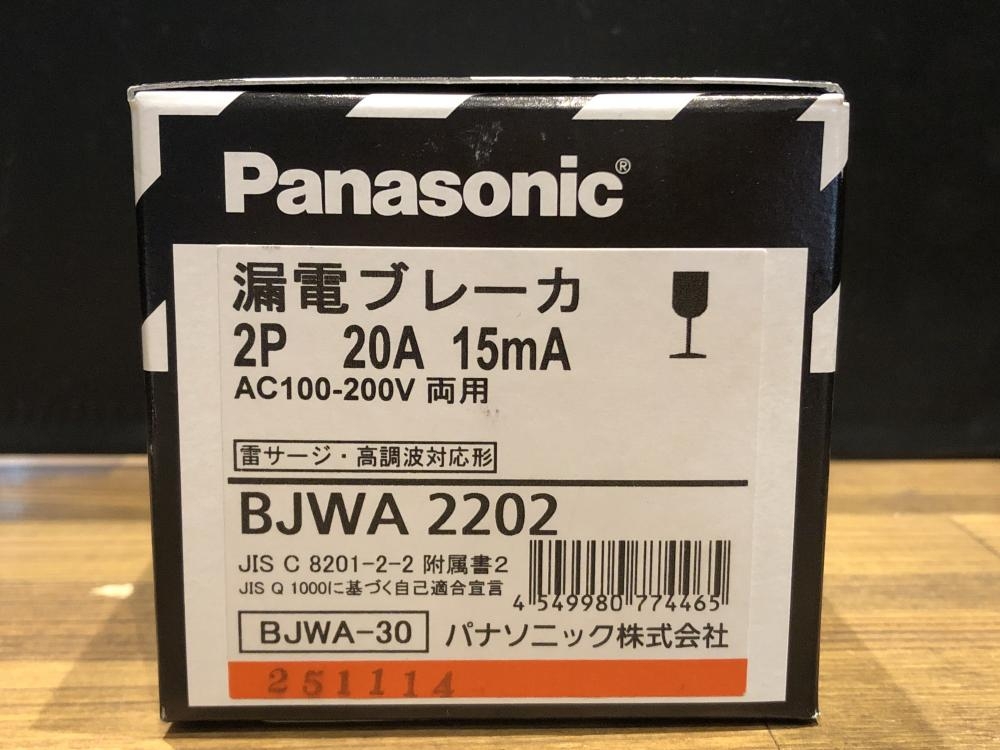 Panasonic®
漏電ブレーカ
2P 20A 15mA
AC100-200V 両用
雷サージ・高調波対応形
BJWA 2202
JIS C 8201-2-2 附属書2
JIS Q 1000に基づく自己適合宣言
4 549980 774465
BJWA-30 パナソニック株式会社
251114